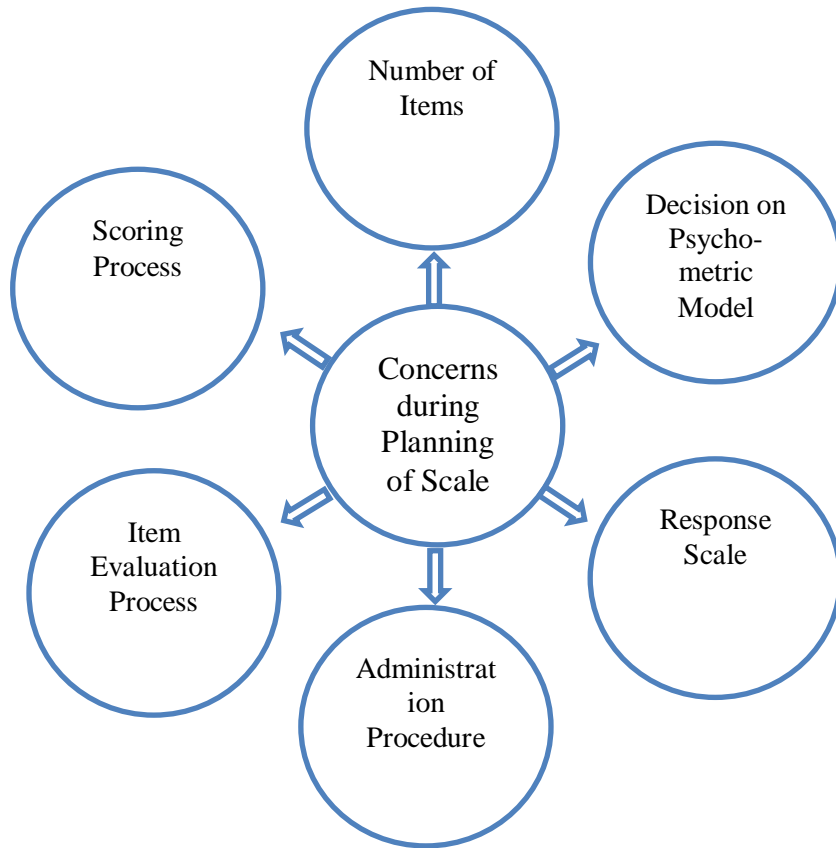 Number of
Items
Decision on
Psycho-
metric
Model
Scoring
Process
Concerns
during
Planning
of Scale
Response
Scale
Item
Evaluation
Process
Administrat
ion
Procedure